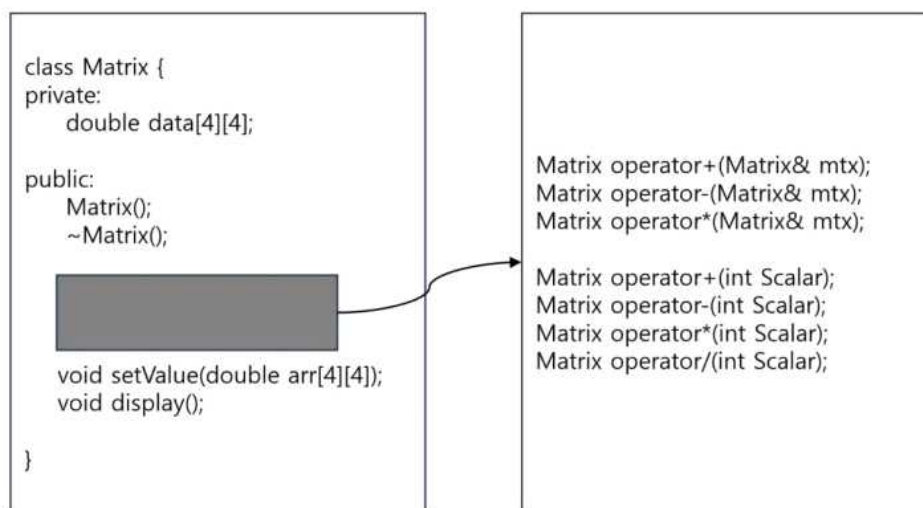 class Matrix {
private:
double data[4][4];
public:
Matrix();
~Matrix();
void setValue(double arr[4][4]);
void display();
}
Matrix operator+(Matrix& mtx);
Matrix operator-(Matrix& mtx);
Matrix operator*(Matrix& mtx);
Matrix operator+(int Scalar);
Matrix operator-(int Scalar);
Matrix operator*(int Scalar);
Matrix operator/(int Scalar);